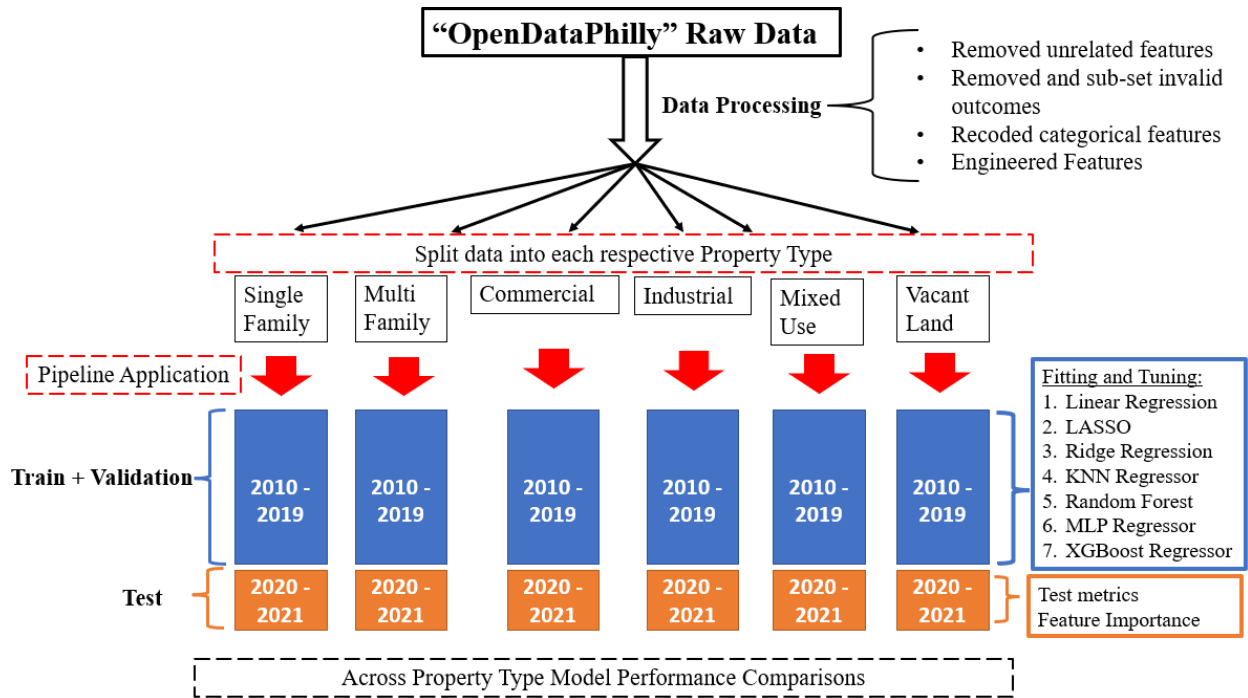 “OpenDataPhilly” Raw Data
Data Processing
• Removed unrelated features
• Removed and sub-set invalid
outcomes
• Recoded categorical features
• Engineered Features
Split data into each respective Property Type
Single
Family
Multi
Family
Commercial
Industrial
Mixed
Use
Vacant
Land
Pipeline Application
Train + Validation
2010 -
2019
2010 -
2019
2010 -
2019
2010 -
2019
2010 -
2019
2010 -
2019
Fitting and Tuning:
1. Linear Regression
2. LASSO
3. Ridge Regression
4. KNN Regressor
5. Random Forest
6. MLP Regressor
7. XGBoost Regressor
Test
2020 -
2021
2020 -
2021
2020 -
2021
2020 -
2021
2020 -
2021
2020 -
2021
Test metrics
Feature Importance
Across Property Type Model Performance Comparisons